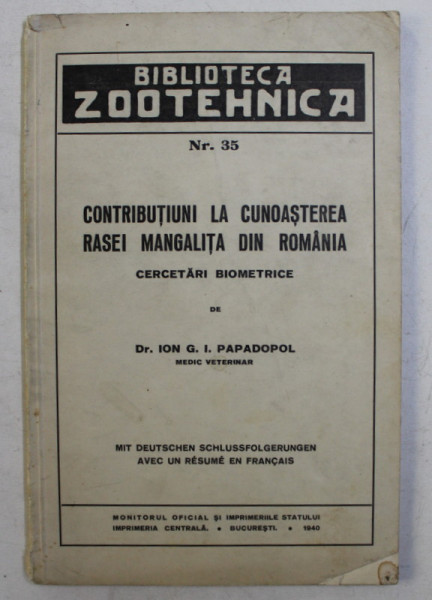 BIBLIOTECA
ZOOTEHNICA
Nr. 35
CONTRIBUȚIUNI LA CUNOAȘTEREA
RASEI MANGALIȚA DIN ROMÂNIA
CERCETĂRI BIOMETRICE
DE
Dr. ION G. I. PAPADOPOL
MEDIC VETERINAR
MIT DEUTSCHEN SCHLUSSFOLGERUNGEN
AVEC UN RÉSUMÉ EN FRANÇAIS
MONITORUL OFICIAL ȘI IMPRIMERIILE STATULUI
IMPRIMERIA CENTRALĂ. • BUCUREȘTI. • 1940